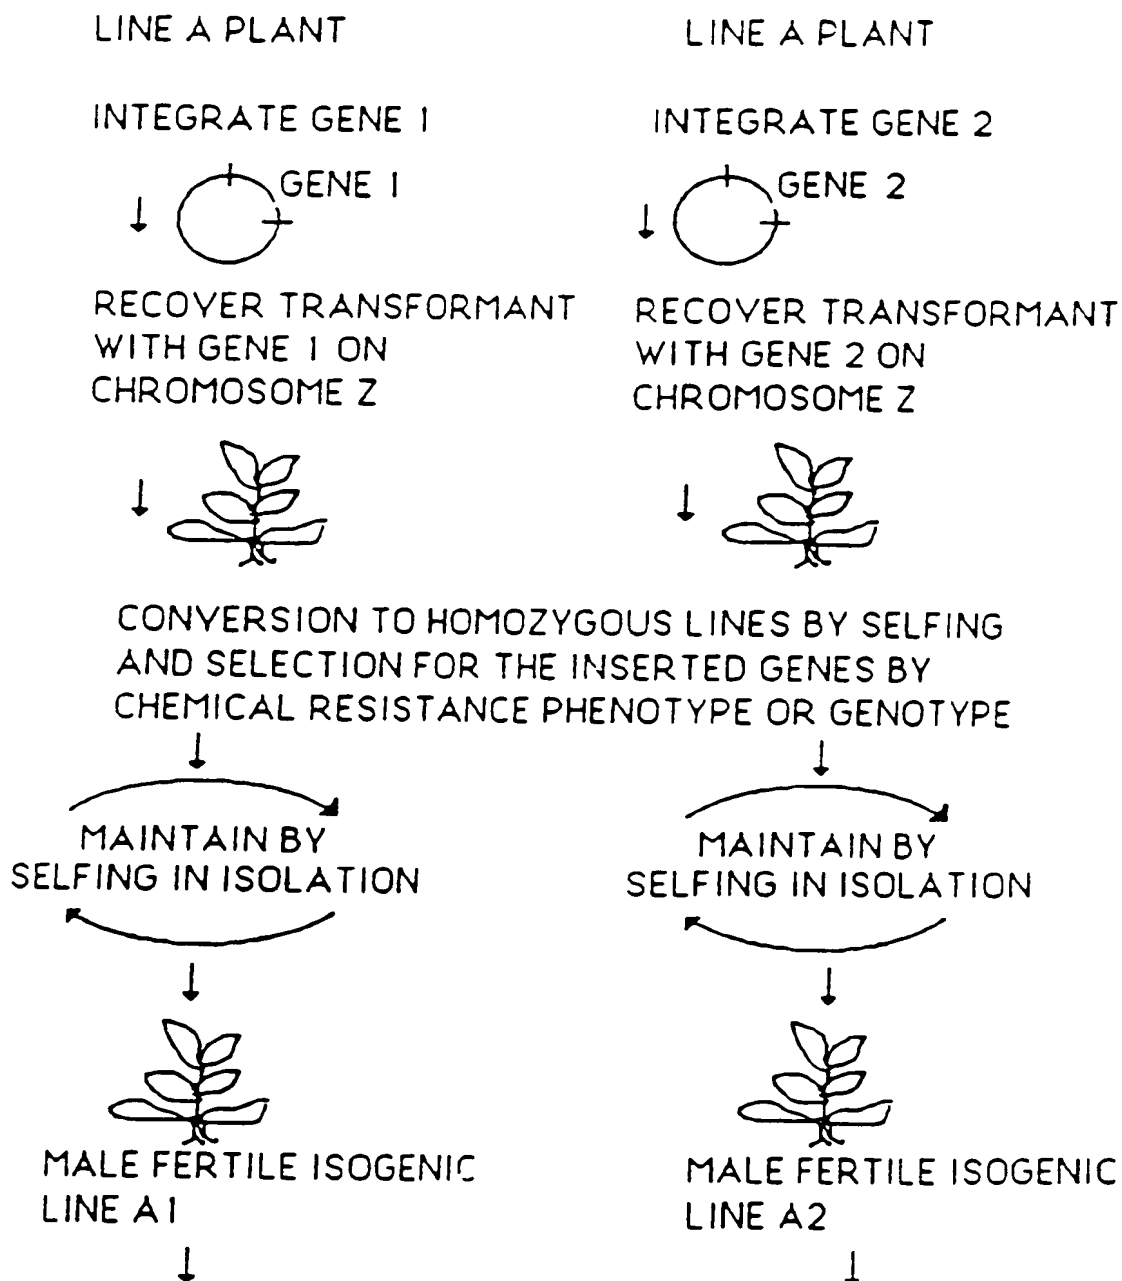 LINE A PLANT
INTEGRATE GENE 1
GENE 1
RECOVER TRANSFORMANT
WITH GENE 1 ON
CHROMOSOME Z
LINE A PLANT
INTEGRATE GENE 2
GENE 2
RECOVER TRANSFORMANT
WITH GENE 2 ON
CHROMOSOME Z
CONVERSION TO HOMOZYGOUS LINES BY SELFING
AND SELECTION FOR THE INSERTED GENES BY
CHEMICAL RESISTANCE PHENOTYPE OR GENOTYPE
MAINTAIN BY
SELFING IN ISOLATION
MALE FERTILE ISOGENIC
LINE A1
MAINTAIN BY
SELFING IN ISOLATION
MALE FERTILE ISOGENIC
LINE A2